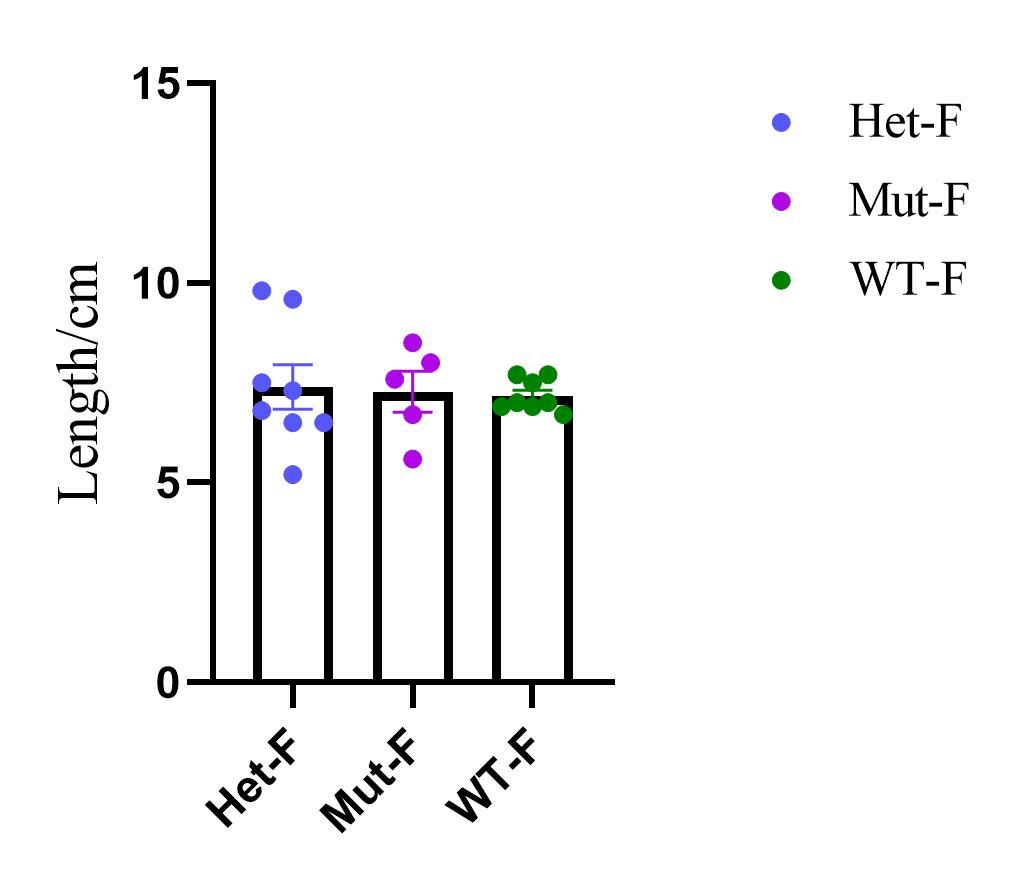 15
10
5
0
Length/cm
Het-F
Mut-F
WT-F
Het-F
Mut-F
WT-F